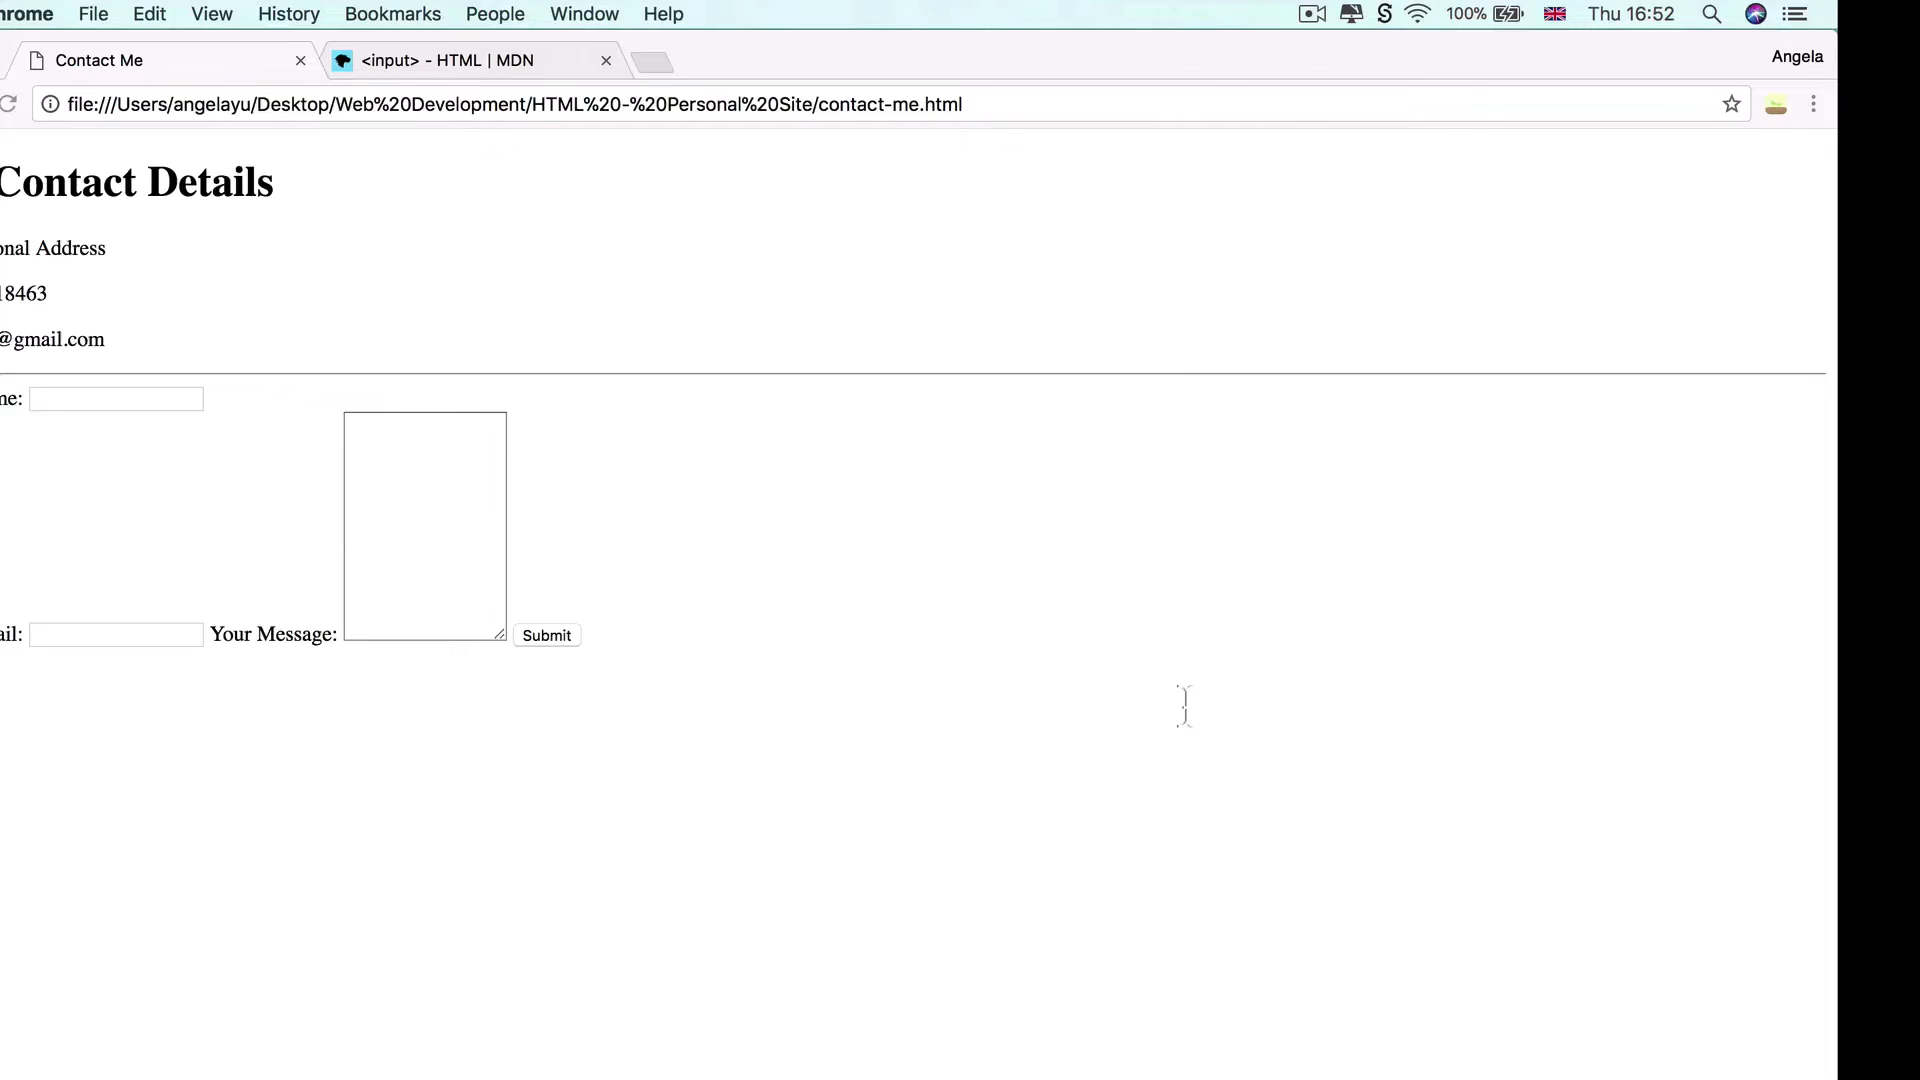 hrome File Edit View History Bookmarks People Window Help 100% Thu 16:52
Contact Me <input> - HTML | MDN Angela
file:///Users/angelayu/Desktop/Web%20Development/HTML%20-%20Personal%20Site/contact-me.html
Contact Details
onal Address
18463
@gmail.com
me:
ail: Your Message: Submit